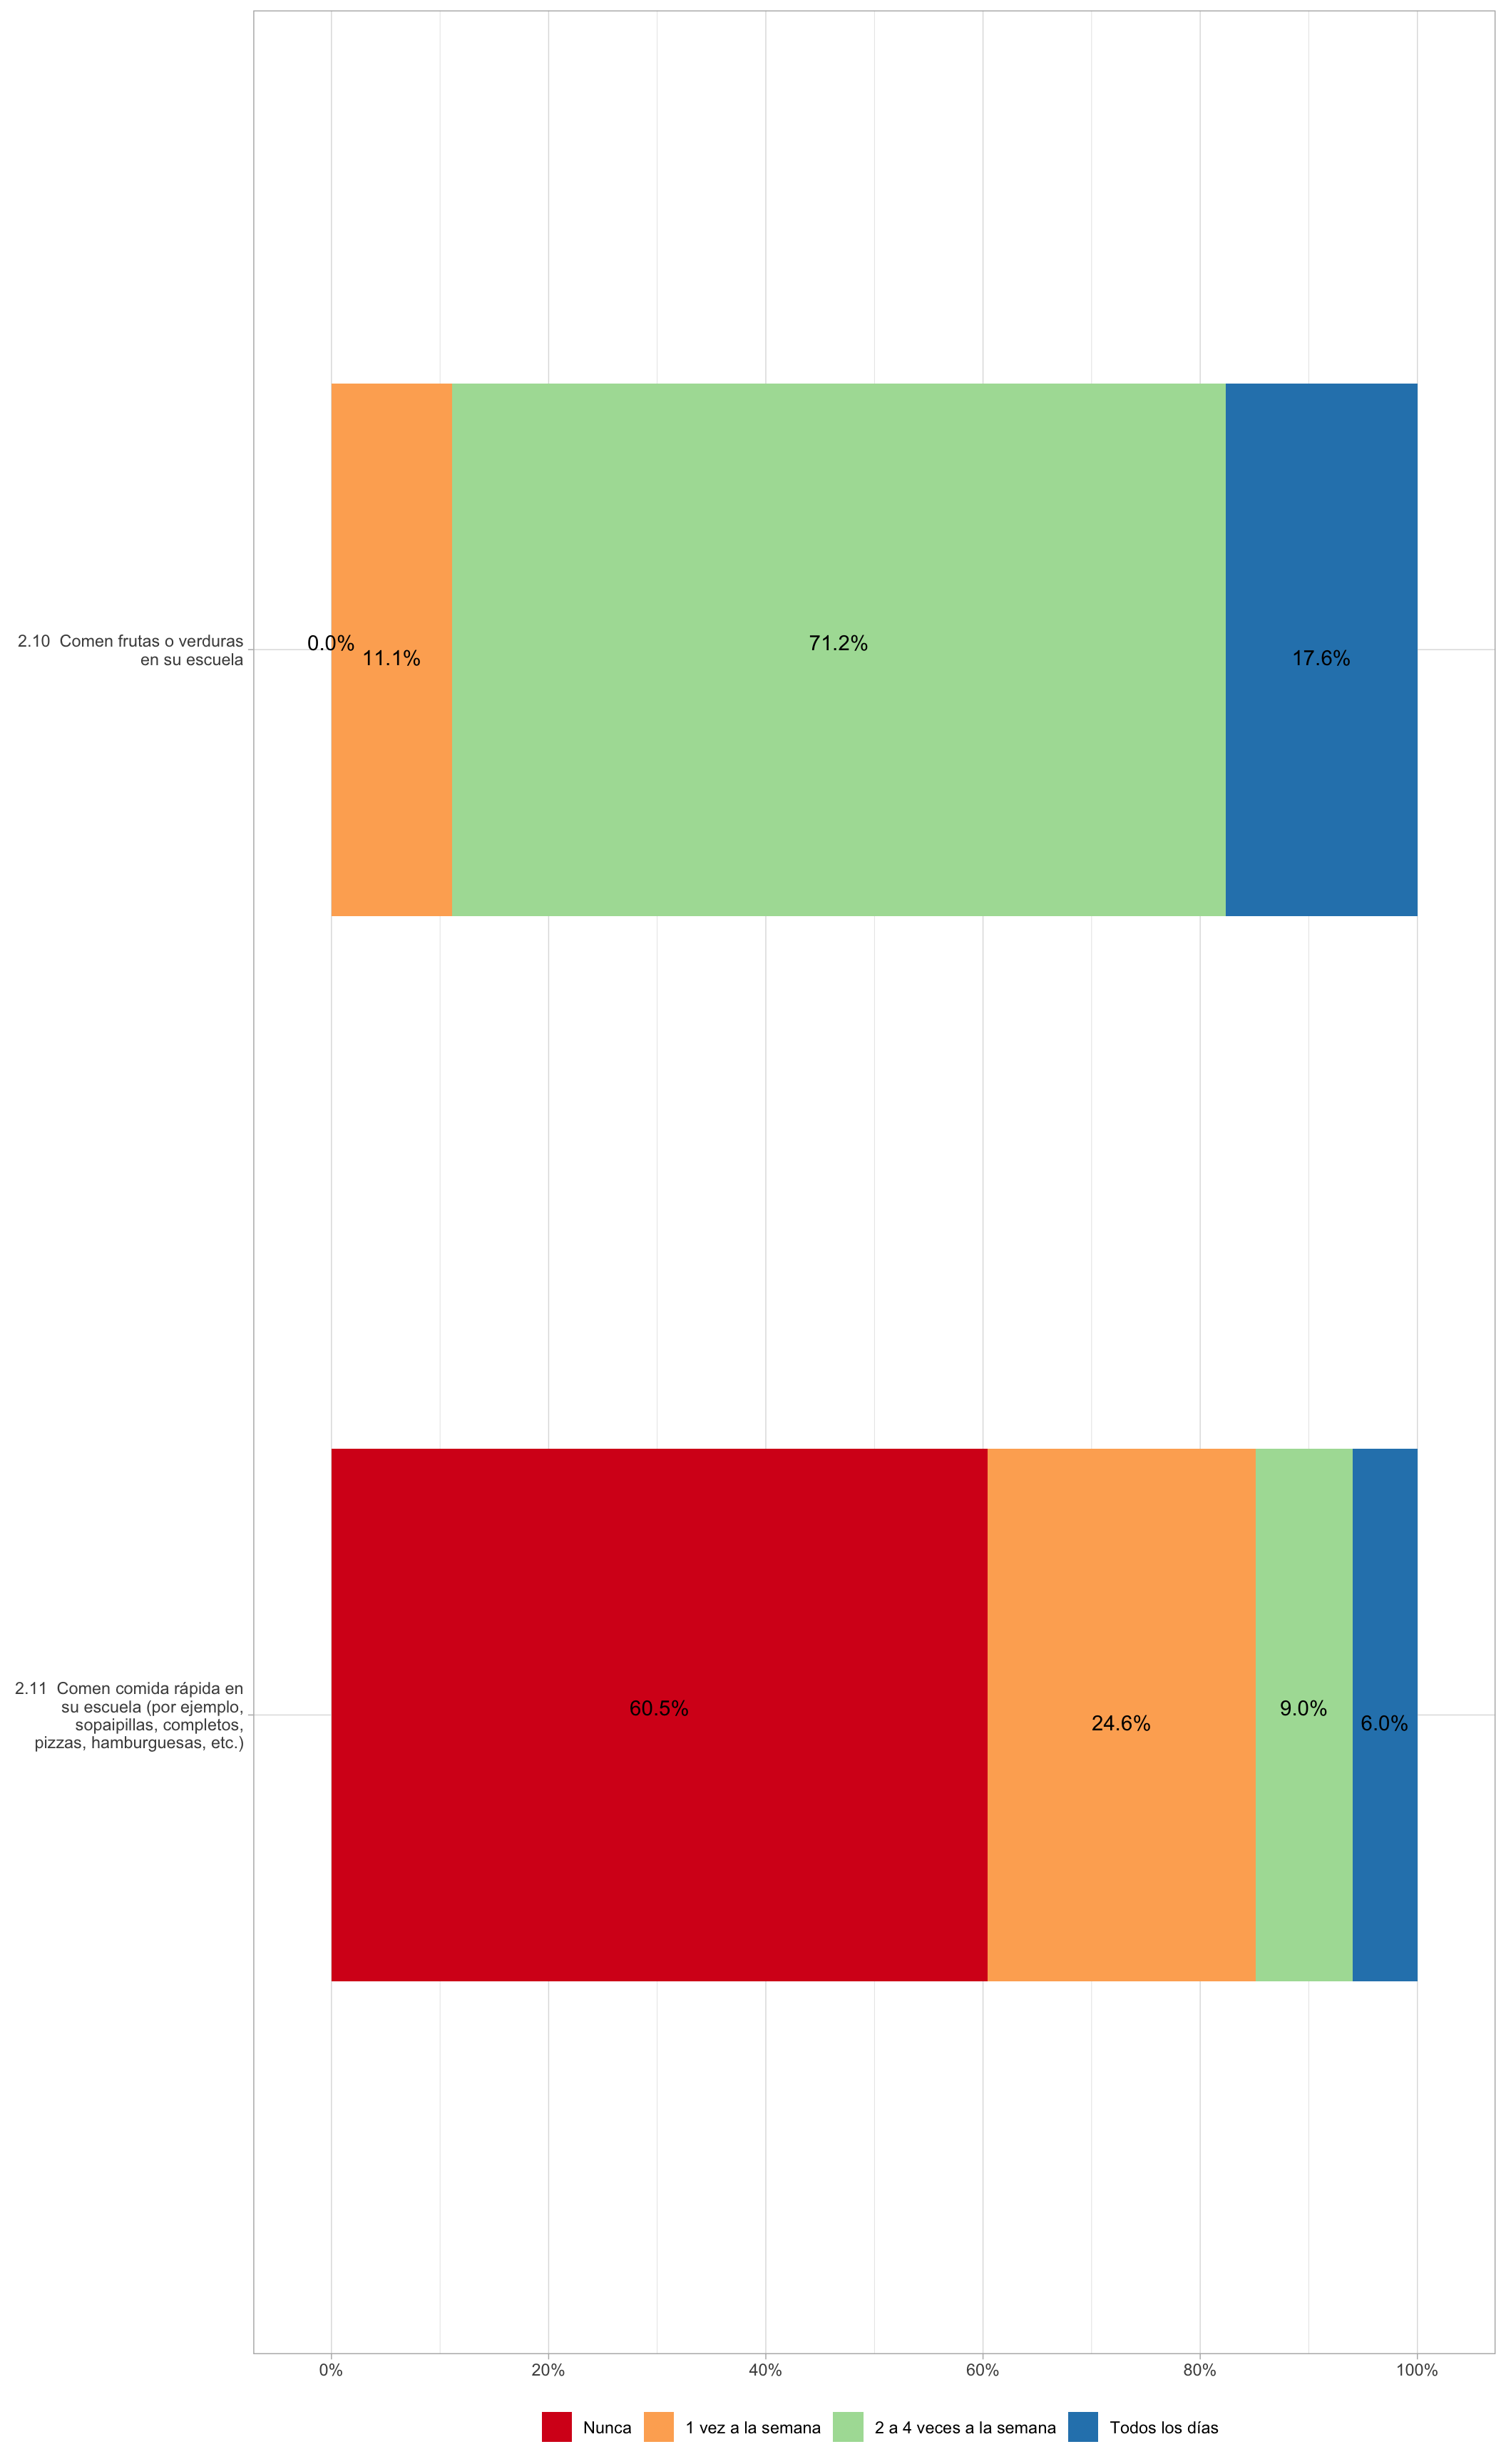 2.10 Comen frutas o verduras
en su escuela
0.0%
11.1%
71.2%
17.6%
2.11 Comen comida rápida en
su escuela (por ejemplo,
sopaipillas, completos,
pizzas, hamburguesas, etc.)
60.5%
24.6%
9.0%
6.0%
0% 20% 40% 60% 80% 100%
Nunca 1 vez a la semana 2 a 4 veces a la semana Todos los días